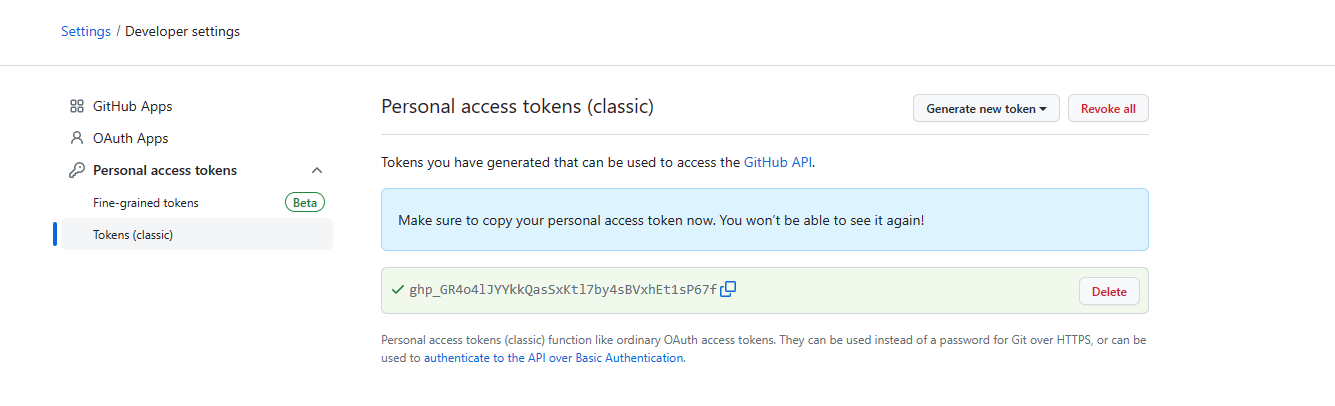 Settings / Developer settings
GitHub Apps
OAuth Apps
Personal access tokens
Fine-grained tokens Beta
Tokens (classic)
Personal access tokens (classic) Generate new token Revoke all
Tokens you have generated that can be used to access the GitHub API.
Make sure to copy your personal access token now. You won’t be able to see it again!
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 Delete
Personal access tokens (classic) function like ordinary OAuth access tokens. They can be used instead of a password for Git over HTTPS, or can be
used to authenticate to the API over Basic Authentication.